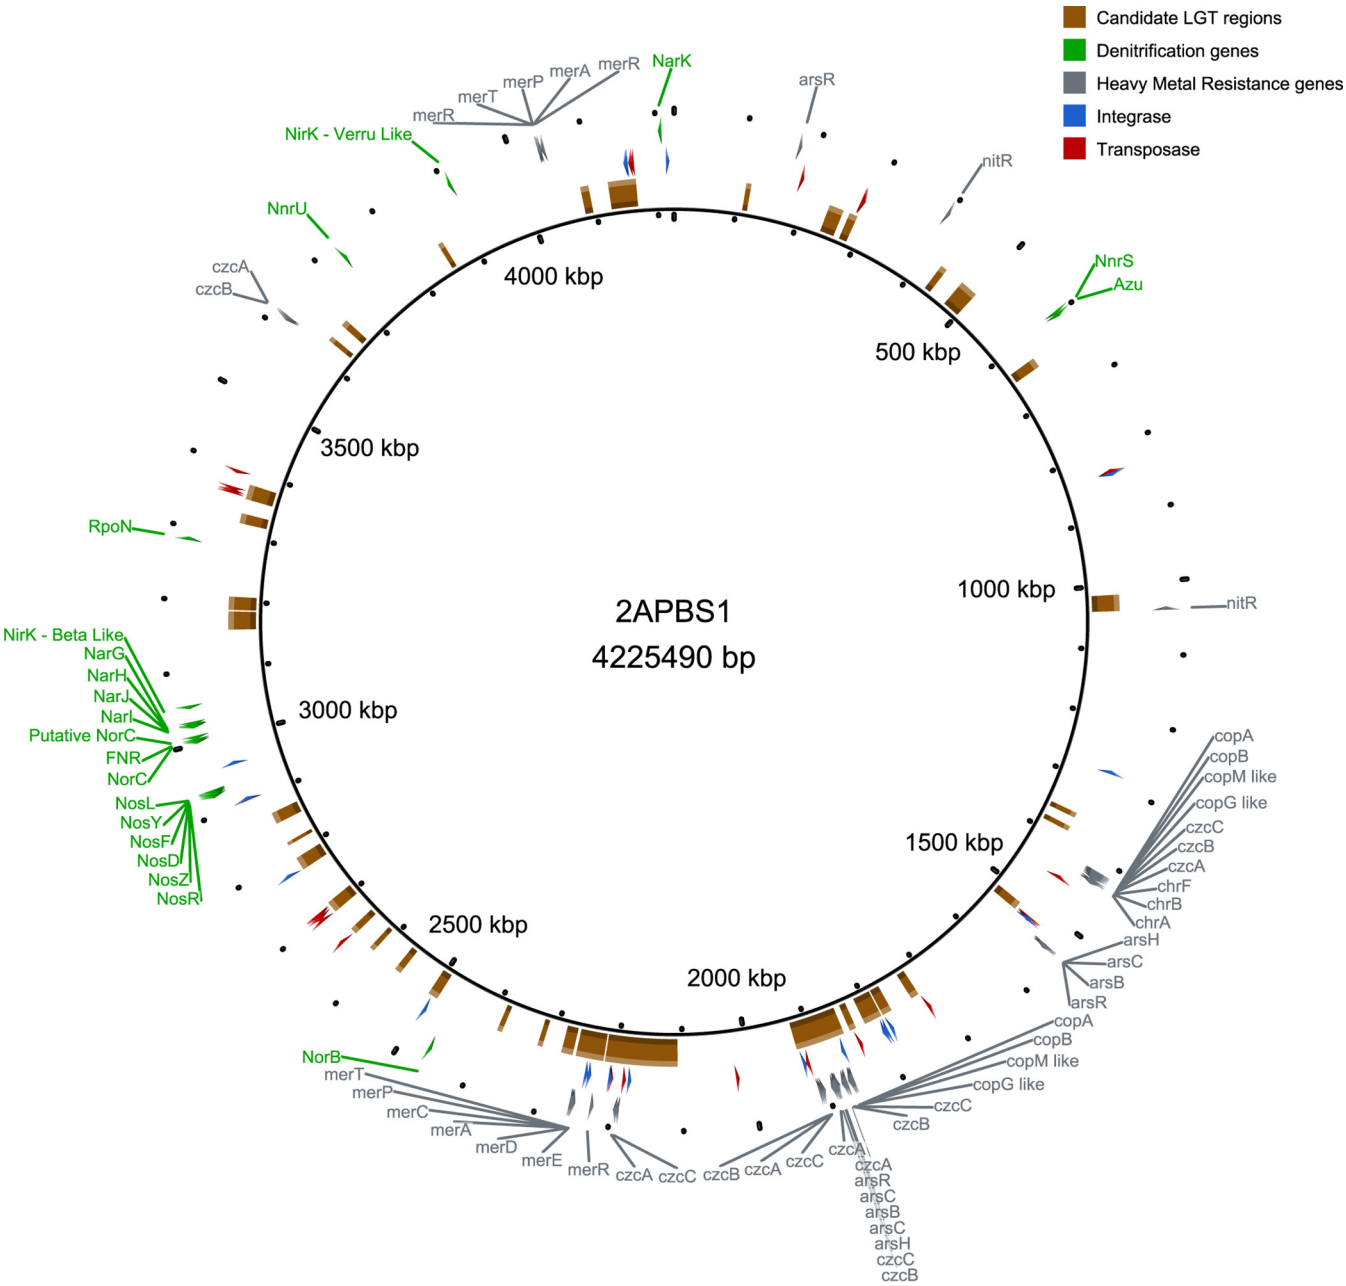 Candidate LGT regions
Denitrification genes
Heavy Metal Resistance genes
Integrase
Transposase
NarK
merR
merA
merP
merT
merR
arsR
NirK - Verru Like
nitR
NnrU
NnrS
Azu
czcA
czcB
4000 kbp
500 kbp
3500 kbp
RpoN
1000 kbp
nitR
2APBS1
4225490 bp
NirK - Beta Like
NarG
NarH
NarJ
NarI
Putative NorC
FNR
NorC
3000 kbp
NosL
NosY
NosF
NosD
NosZ
NosR
copA
copB
copM like
copG like
czcC
czcB
czcA
chrF
chrB
chrA
1500 kbp
arsH
arsC
arsB
arsR
2500 kbp
2000 kbp
copA
copB
copM like
copG like
czcC
czcB
NorB
merT
merP
merC
merA
merD
merE
merR
czcA
czcC
czcB
czcA
czcC
czcA
czcA
arsR
arsC
arsB
arsC
arsH
czcC
czcB